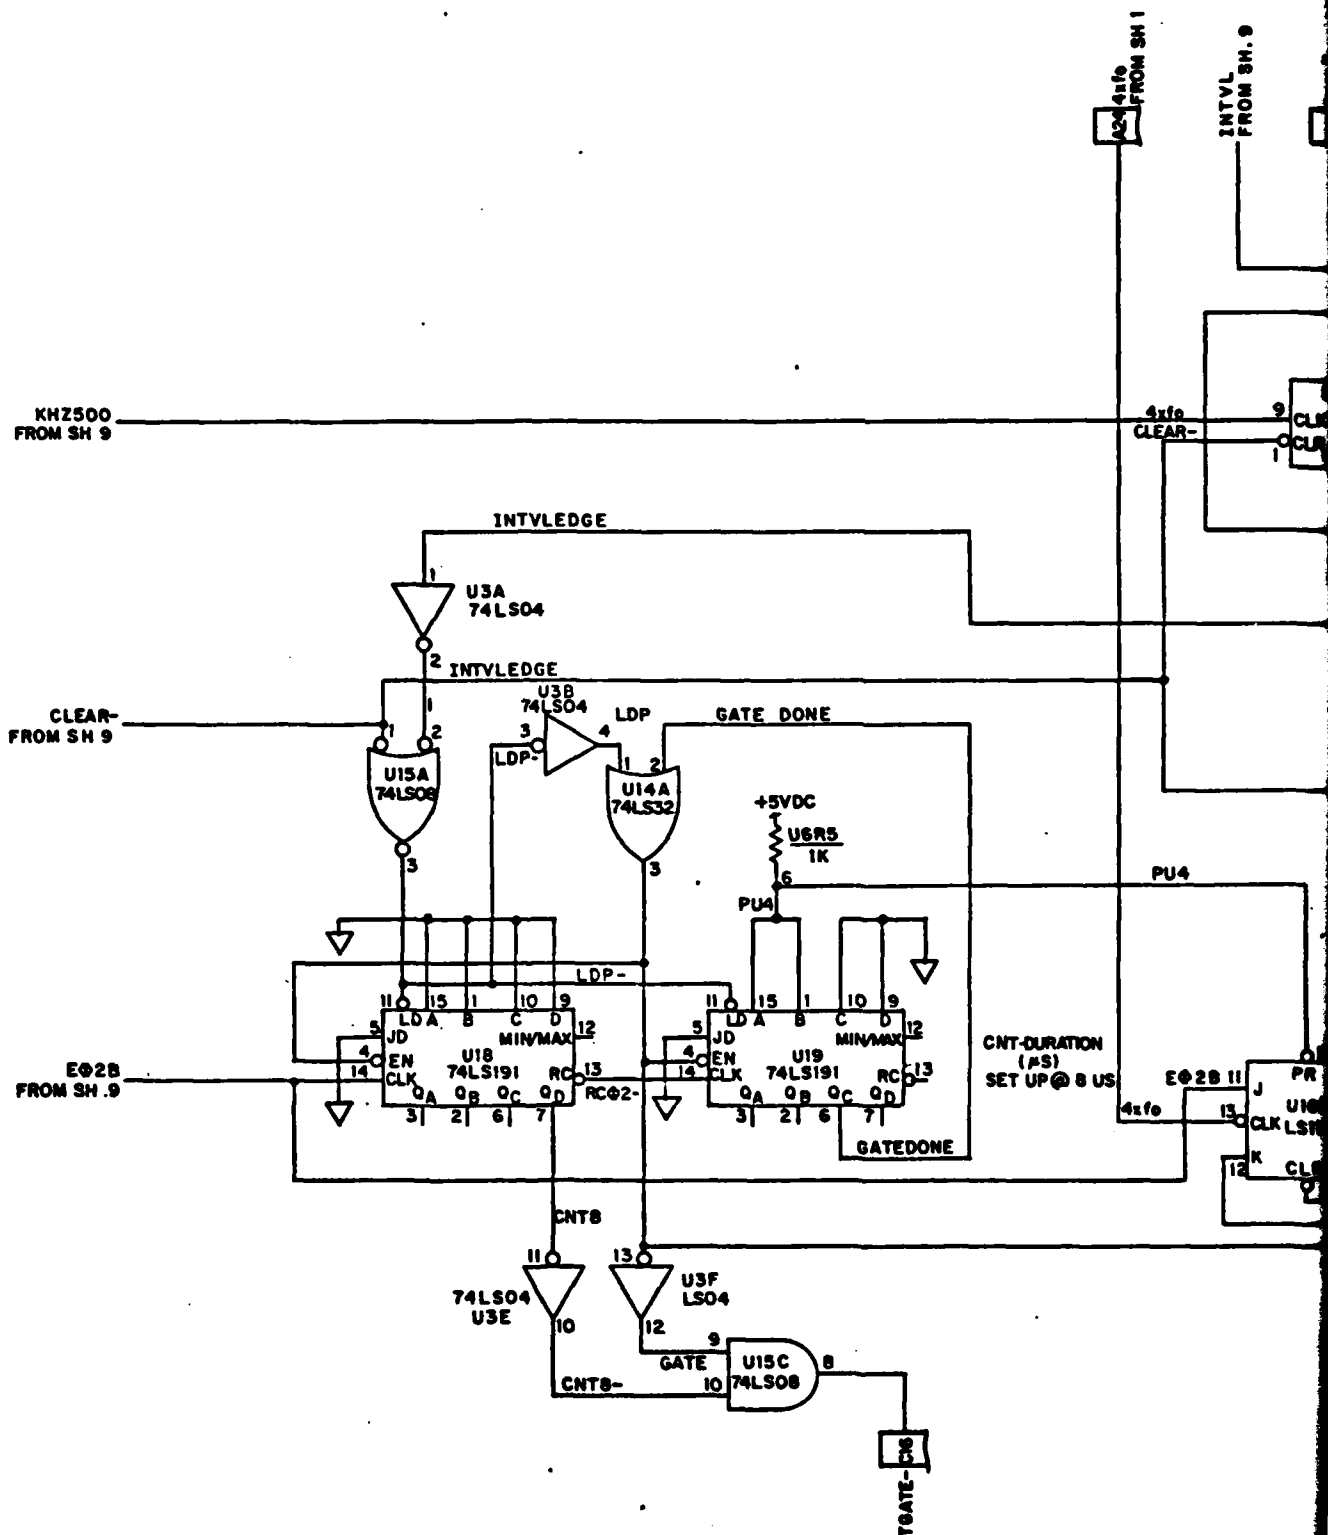 A24
4xfo
FROM SH 1
INTVL
FROM SH. 9
KHZ500
FROM SH 9
4xfo
CLEAR-
9
CLK
1
INTVLEDGE
1
U3A
74LS04
2
INTVLEDGE
CLEAR-
FROM SH 9
1
1
2
U15A
74LS08
3
U3B
74LS04
3
4
LDP-
LDP
GATE DONE
1
2
U14A
74LS32
3
+5VDC
U6R5
1K
6
PU4
PU4
LDP-
11
15
1
10
9
LD
A
B
C
D
5
JD
MIN/MAX
12
4
EN
U18
14
CLK
74LS191
RC
13
RCΦ2-
QA
QB
QC
QD
3
2
6
7
EΦ2B
FROM SH .9
11
15
1
10
9
LD
A
B
C
D
5
JD
MIN/MAX
12
4
EN
U19
14
CLK
74LS191
RC
13
QA
QB
QC
QD
3
2
6
7
GATEDONE
CNT-DURATION
(µS)
SET UP @ 8 US
EΦ2B
11
J
PR
4xfo
13
CLK
K
12
CNT8
11
74LS04
U3E
10
13
U3F
LS04
12
9
GATE
CNT8-
10
U15C
74LS08
8
C16
TGATE-